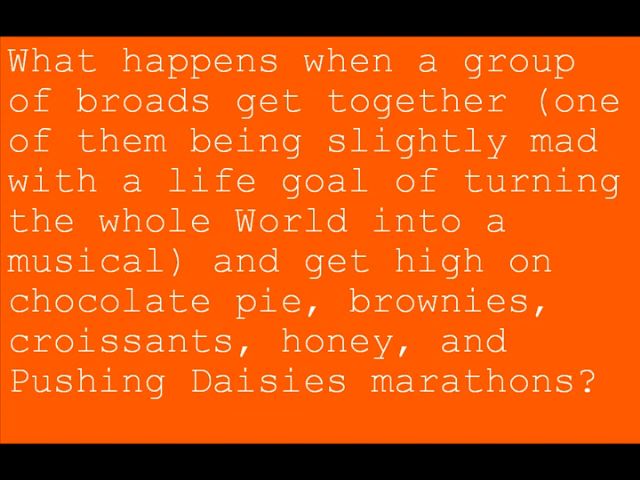 What happens when a group
of broads get together (one
of them being slightly mad
with a life goal of turning
the whole World into a
musical) and get high on
chocolate pie, brownies,
croissants, honey, and
Pushing Daisies marathons?